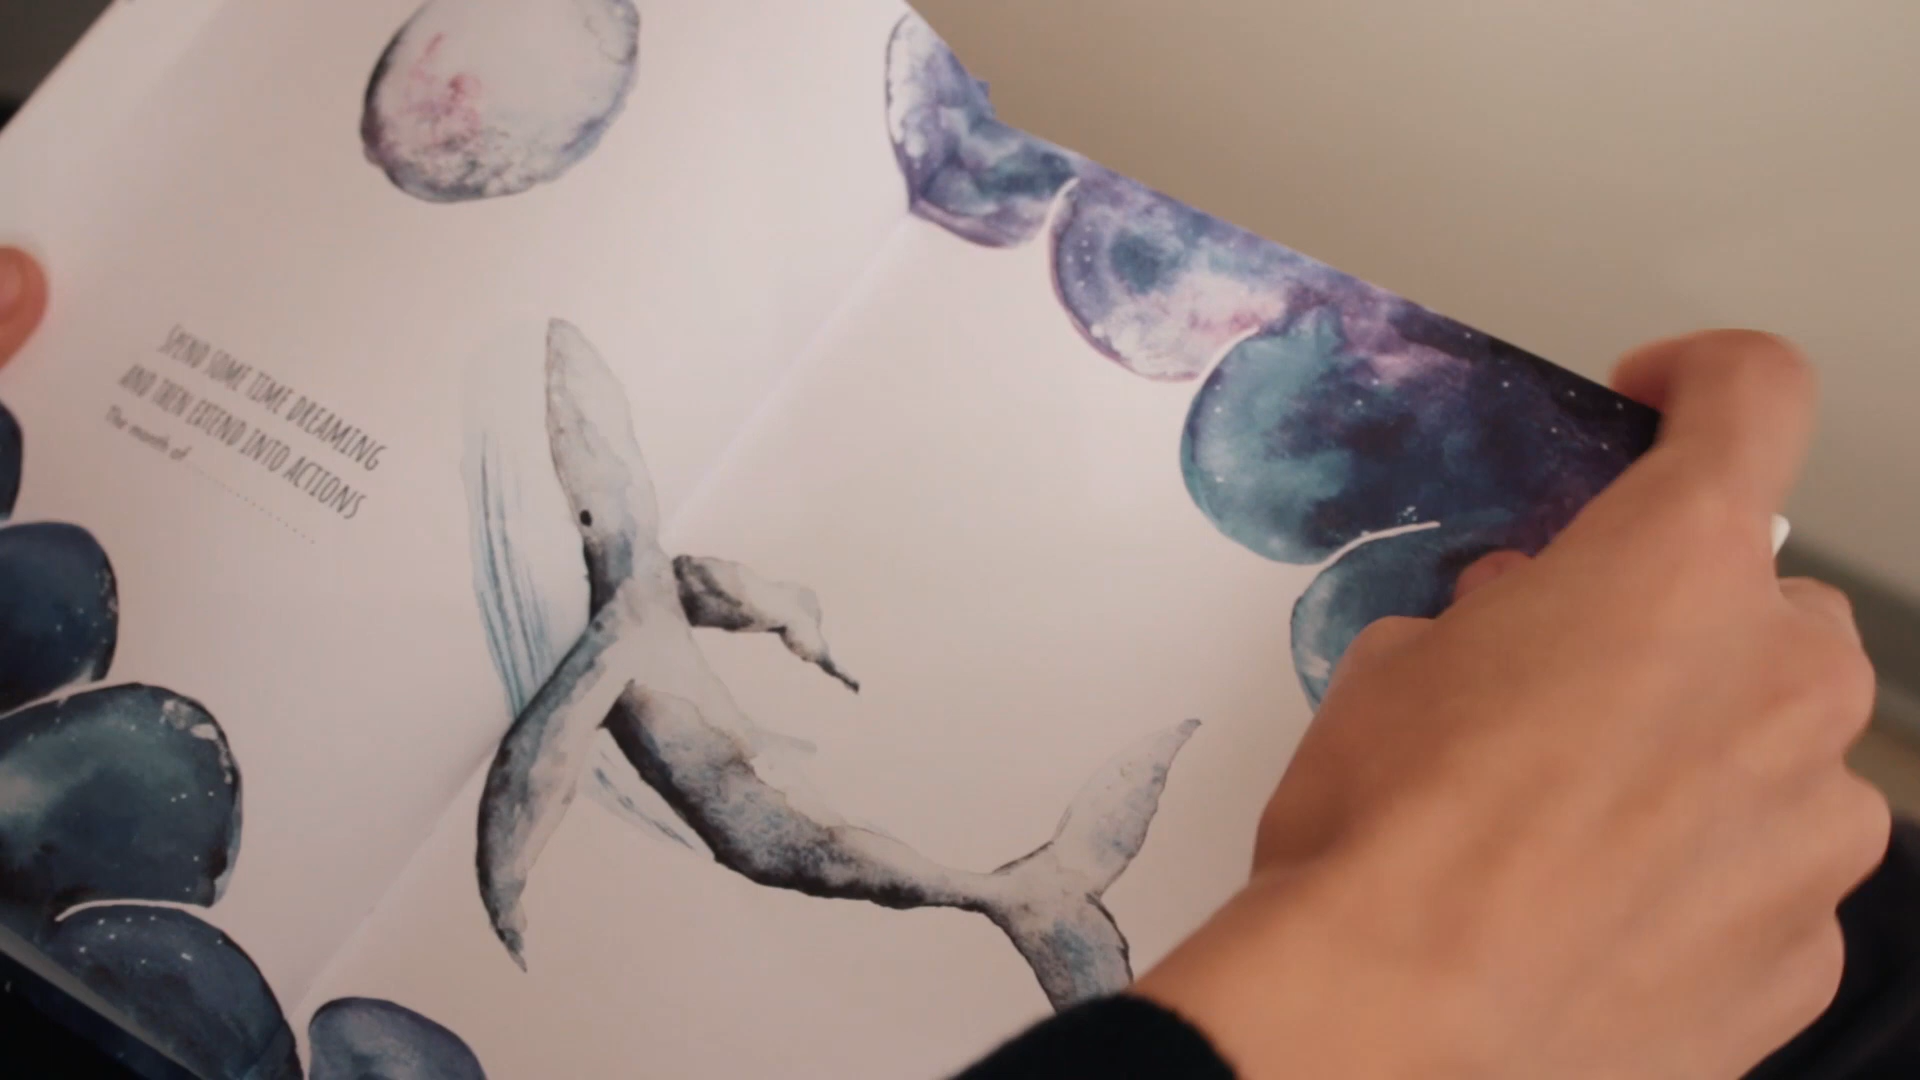 SPEND SOME TIME DREAMING
AND THEN EXTEND INTO ACTIONS
The month of ....................